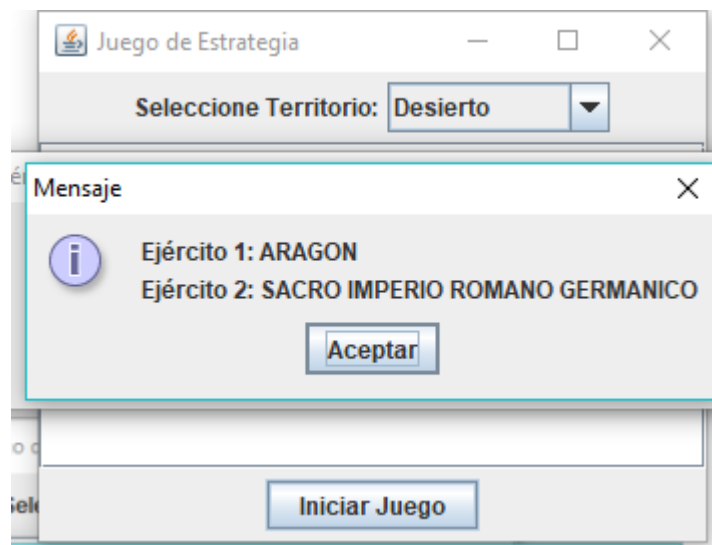 Juego de Estrategia
Seleccione Territorio: Desierto
Mensaje
Ejército 1: ARAGON
Ejército 2: SACRO IMPERIO ROMANO GERMANICO
Aceptar
Iniciar Juego